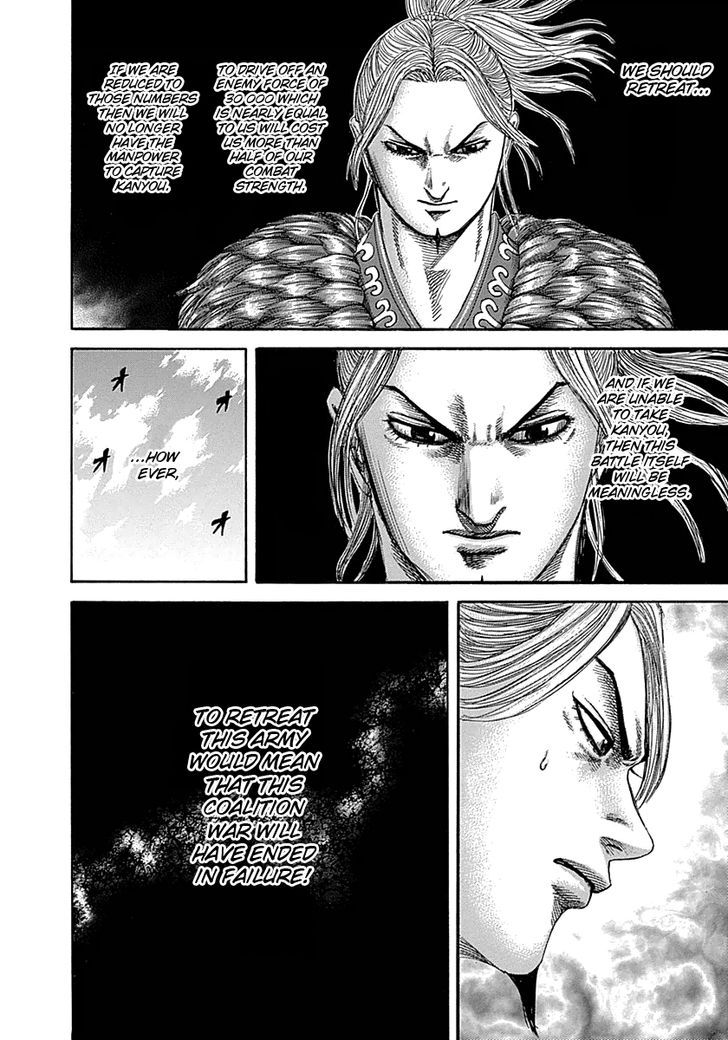 WE SHOULD
RETREAT...
TO DRIVE OFF AN
ENEMY FORCE OF
30,000 WHICH
IS NEARLY EQUAL
TO US WILL COST
US MORE THAN
HALF OF OUR
COMBAT
STRENGTH.
IF WE ARE
REDUCED TO
THOSE NUMBERS
THEN WE WILL
NO LONGER
HAVE THE
MANPOWER
TO CAPTURE
KANYOU.
AND IF WE
ARE UNABLE
TO TAKE
KANYOU,
THEN THIS
BATTLE ITSELF
WILL BE
MEANINGLESS.
オ
オ
オ
オ
...HOW
EVER,
TO RETREAT
THIS ARMY
WOULD MEAN
THAT THIS
COALITION
WAR WILL
HAVE ENDED
IN FAILURE!